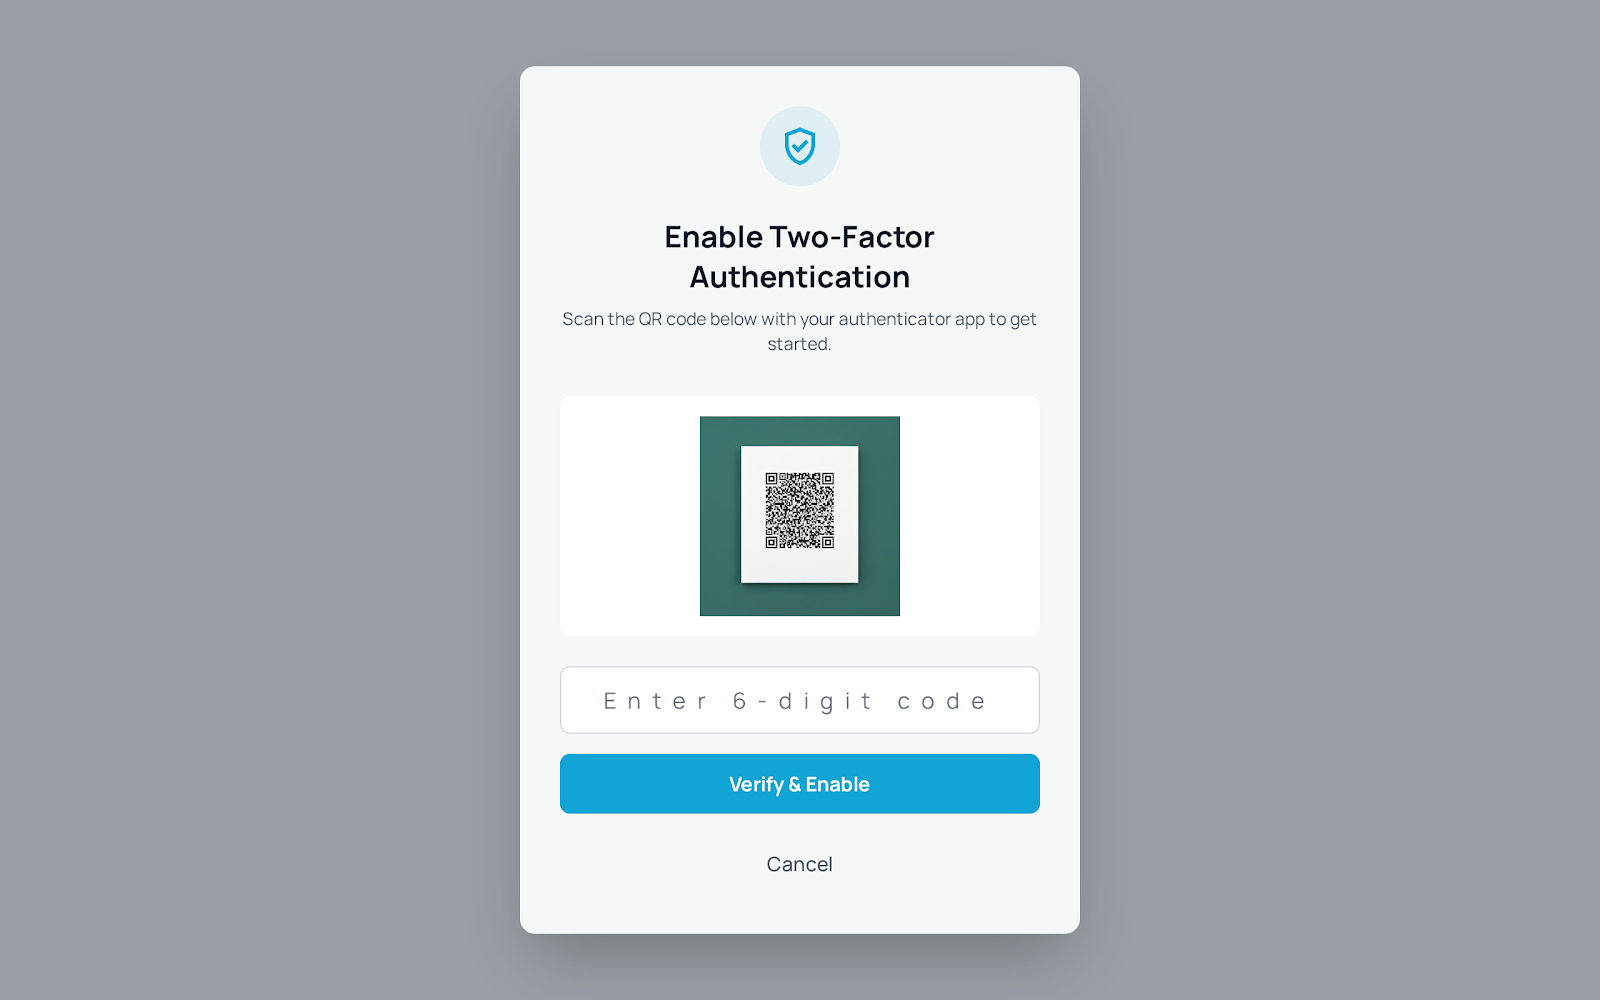 Enable Two-Factor
Authentication
Scan the QR code below with your authenticator app to get
started.
Enter 6-digit code
Verify & Enable
Cancel